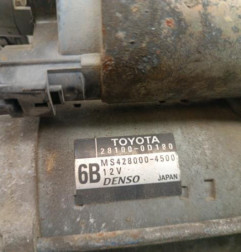 TOYOTA
28100-0D180
6B MS428000-4500
12V
DENSO JAPAN